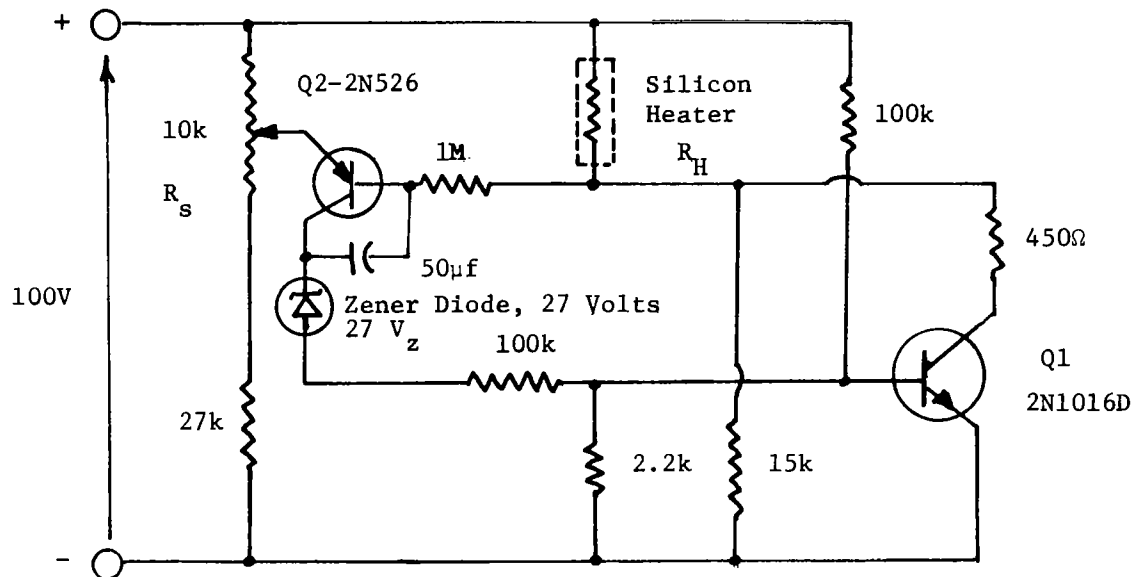 +
Q2-2N526
Silicon
Heater
10k
100k
1M
R_H
R_s
450Ω
50μf
100V
Zener Diode, 27 Volts
27 V_z
100k
Q1
2N1016D
27k
2.2k
15k
-